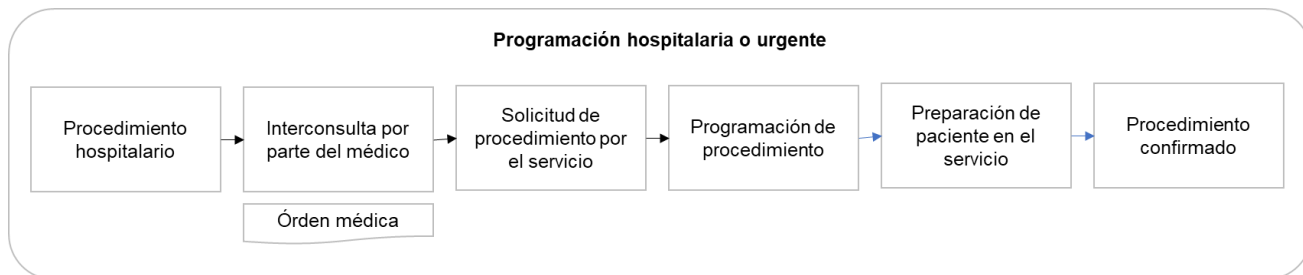 Programación hospitalaria o urgente
Procedimiento
hospitalario
Interconsulta por
parte del médico
Solicitud de
procedimiento por
el servicio
Programación de
procedimiento
Preparación de
paciente en el
servicio
Procedimiento
confirmado
Órden médica